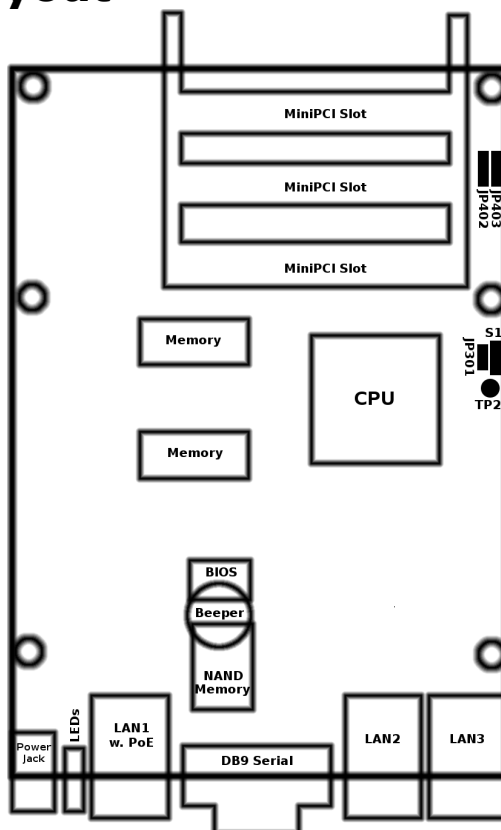 MiniPCI Slot
MiniPCI Slot
JP402
JP403
MiniPCI Slot
S1
Memory
JP301
CPU
TP2
Memory
BIOS
Beeper
NAND
Memory
LEDs
LAN1
w. PoE
LAN2
LAN3
Power
Jack
DB9 Serial